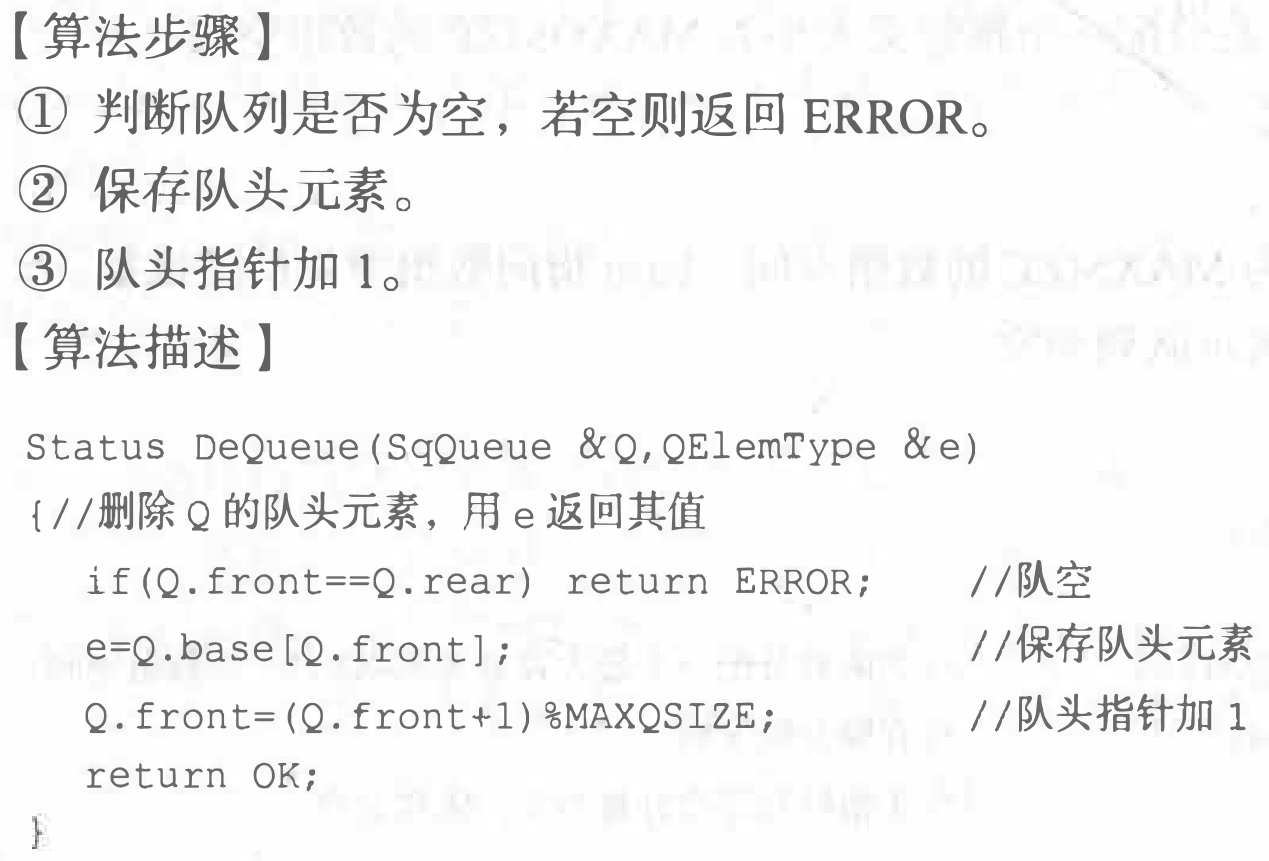 【算法步骤】
① 判断队列是否为空，若空则返回 ERROR。
② 保存队头元素。
③ 队头指针加 1。
【算法描述】
Status DeQueue(SqQueue &Q,QElemType &e)
{//删除 Q 的队头元素，用 e 返回其值
  if(Q.front==Q.rear) return ERROR;    //队空
  e=Q.base[Q.front];    //保存队头元素
  Q.front=(Q.front+1)%MAXQSIZE;    //队头指针加 1
  return OK;
}